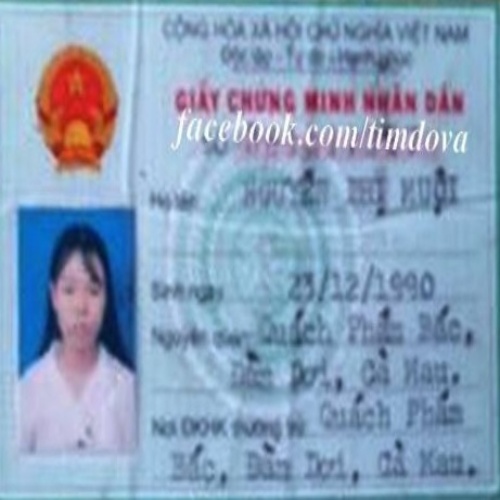 CỘNG HÒA XÃ HỘI CHỦ NGHĨA VIỆT NAM
Độc lập - Tự do - Hạnh phúc
GIẤY CHỨNG MINH NHÂN DÂN
facebook.com/timdova
Họ tên NGUYỄN THỊ MUỘI
Sinh ngày 23/12/1990
Nguyên quán Quách Phẩm Bắc,
Đầm Dơi, Cà Mau.
Nơi ĐKHK thường trú Quách Phẩm
Bắc, Đầm Dơi, Cà Mau.